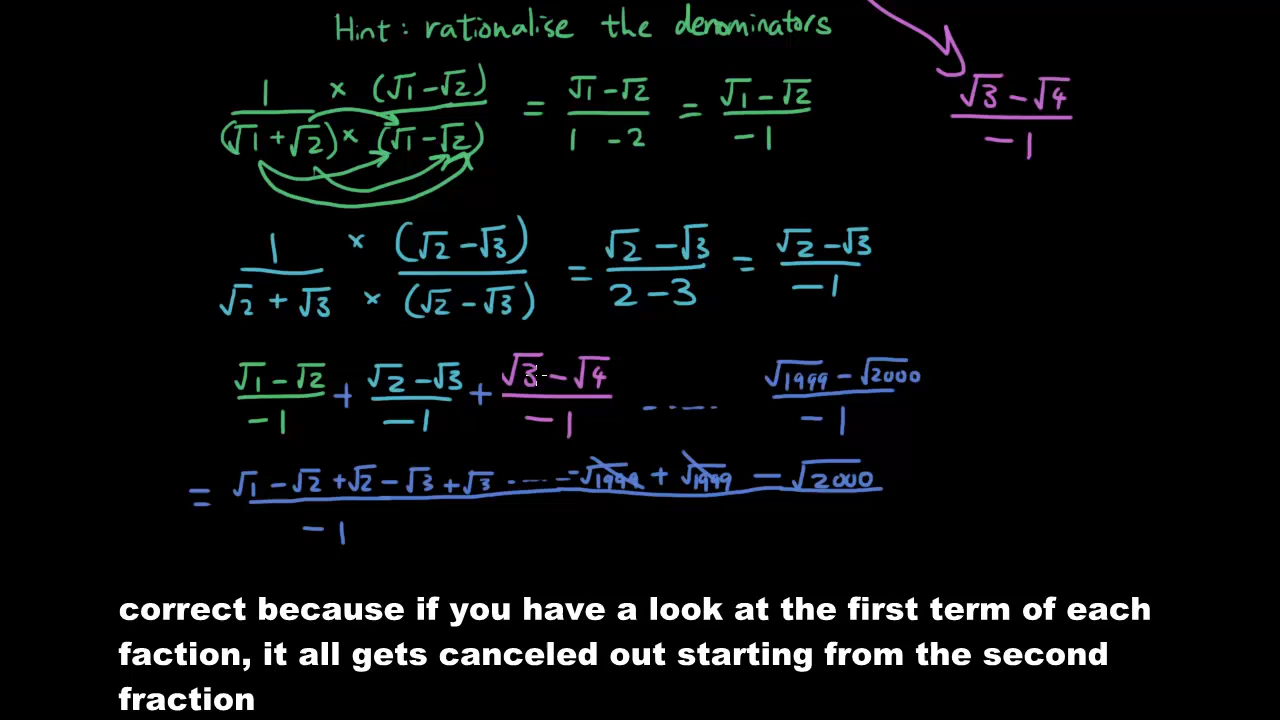 Hint: rationalise the denominators
1 × (√1 − √2) / (√1 + √2) × (√1 − √2) = √1 − √2 / 1 − 2 = √1 − √2 / −1
√3 − √4 / −1
1 × (√2 − √3) / √2 + √3 × (√2 − √3) = √2 − √3 / 2 − 3 = √2 − √3 / −1
√1 − √2 / −1 + √2 − √3 / −1 + √3 − √4 / −1 ...... √1999 − √2000 / −1
= √1 − √2 + √2 − √3 + √3 ..... − √1999 + √1999 − √2000 / −1
correct because if you have a look at the first term of each
faction, it all gets canceled out starting from the second
fraction